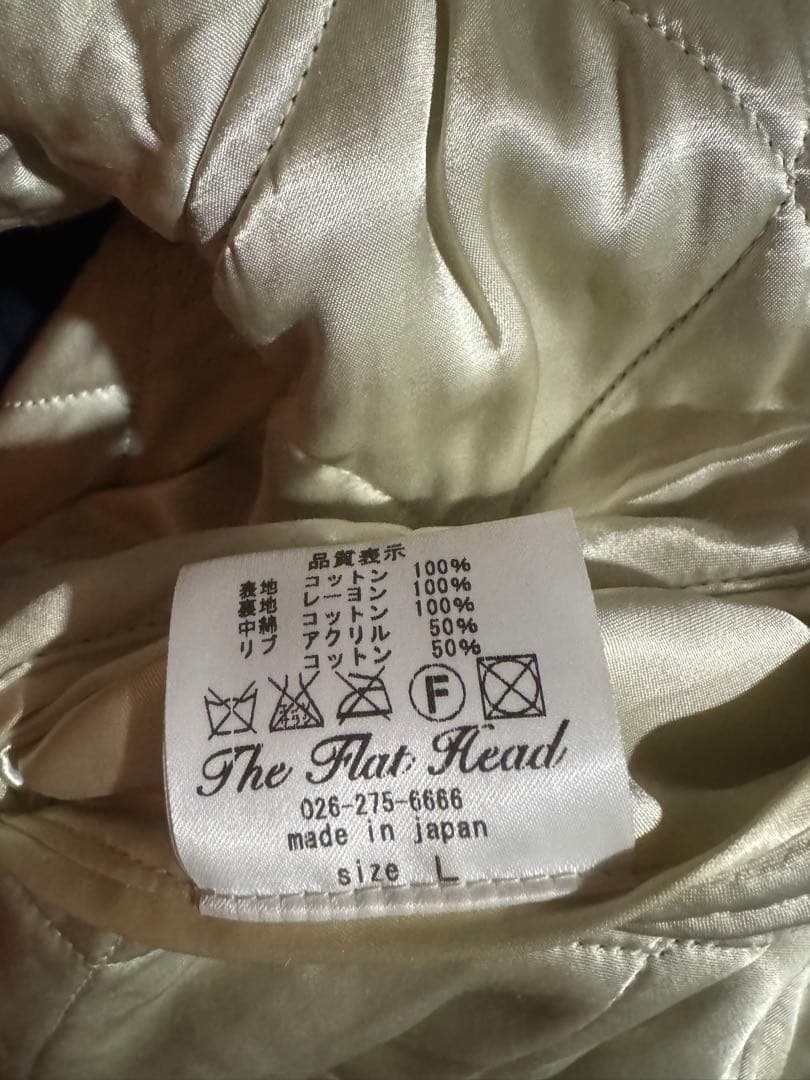 品質表示
表地 コットン 100%
裏地 レーヨン 100%
中綿 コットン 100%
リブ アクリル 50%
コットン 50%
F
The Flat Head
026-275-6666
made in japan
size L